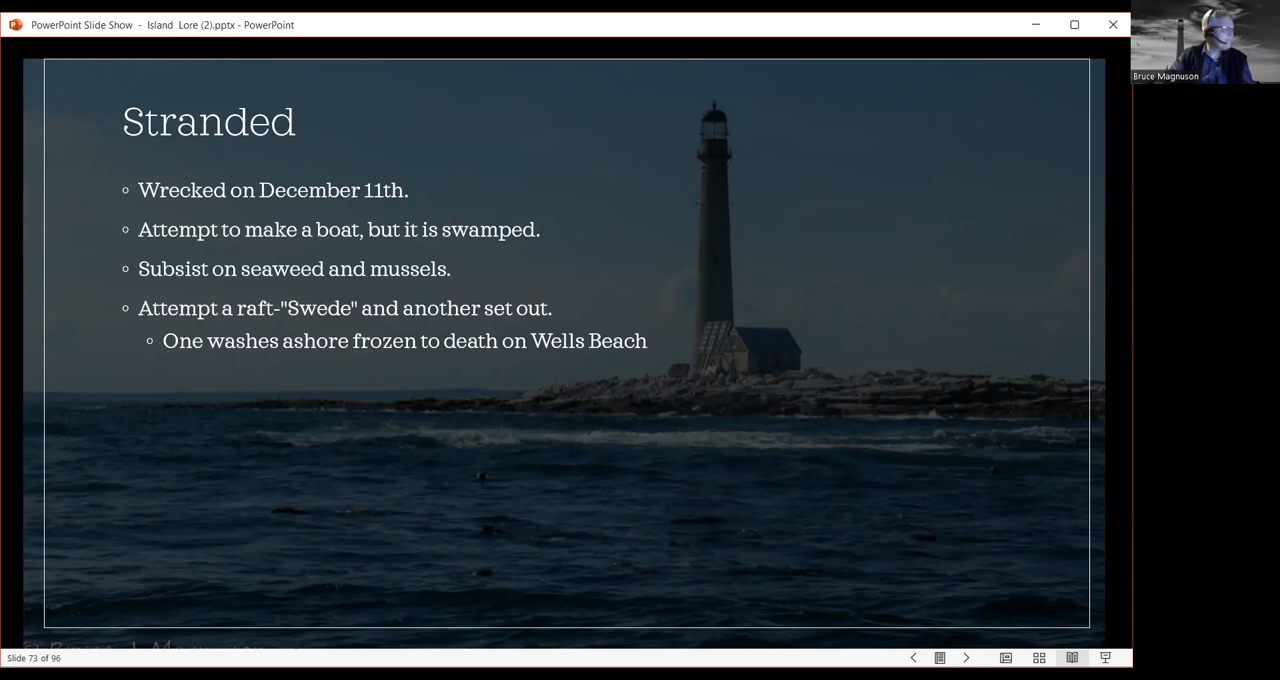 PowerPoint Slide Show - Island Lore (2).pptx - PowerPoint
Bruce Magnuson
Stranded
Wrecked on December 11th.
Attempt to make a boat, but it is swamped.
Subsist on seaweed and mussels.
Attempt a raft-"Swede" and another set out.
One washes ashore frozen to death on Wells Beach
Slide 73 of 96